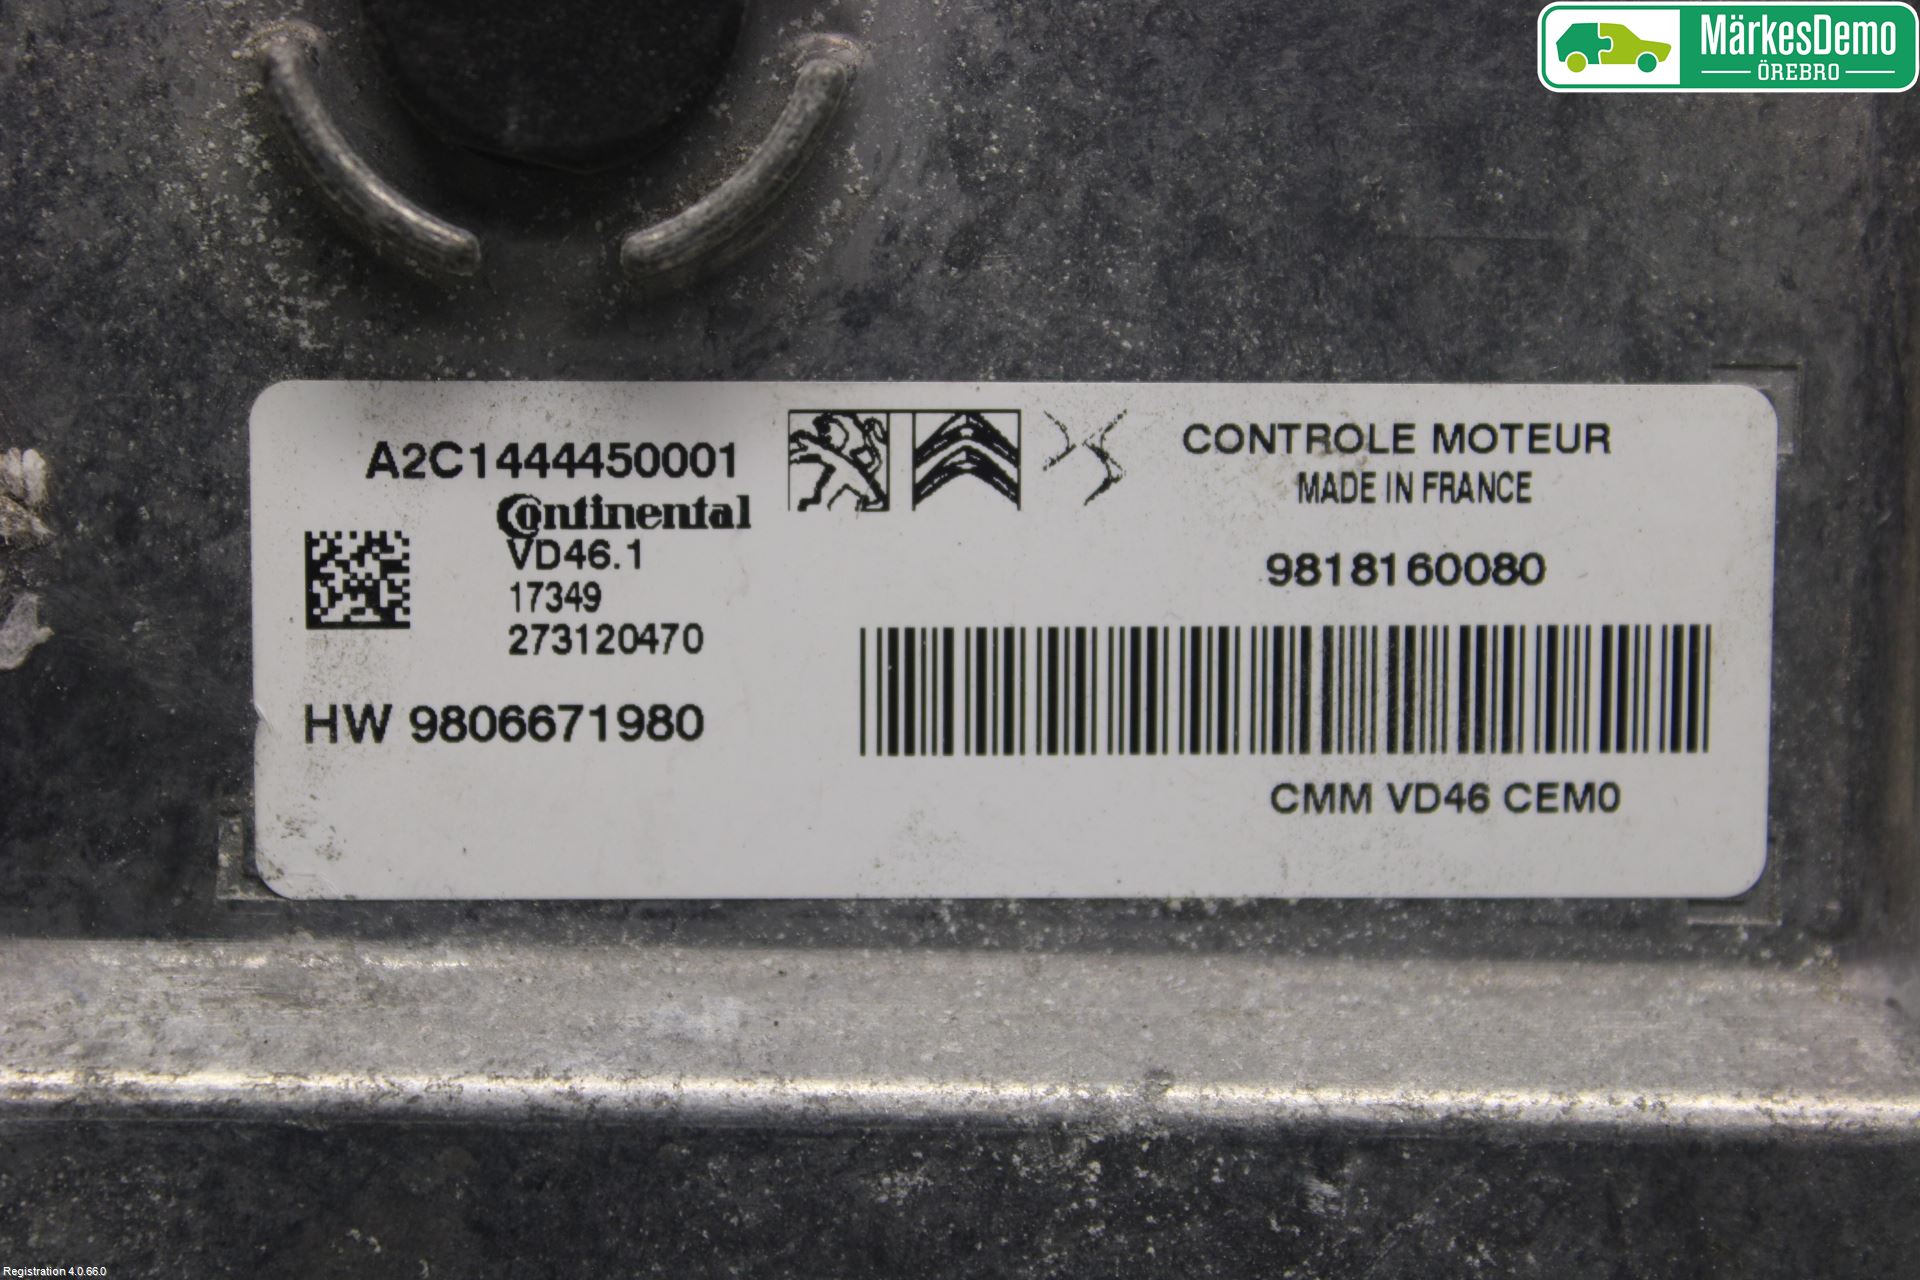 MärkesDemo
ÖREBRO
A2C1444450001
Continental
VD46.1
17349
273120470
HW 9806671980
CONTROLE MOTEUR
MADE IN FRANCE
9818160080
CMM VD46 CEM0
Registration 4.0.66.0